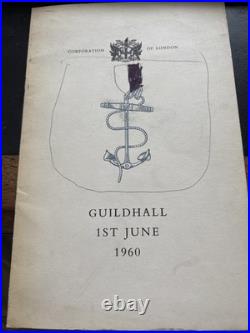 CORPORATION OF LONDON
GUILDHALL
1ST JUNE
1960